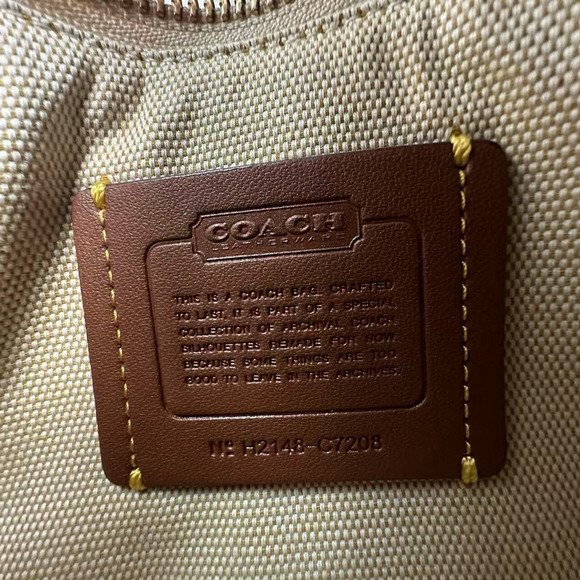 COACH
LEATHERWARE
THIS IS A COACH BAG. CRAFTED
TO LAST, IT IS PART OF A SPECIAL
COLLECTION OF ARCHIVAL COACH
SILHOUETTES REMADE FOR NOW.
BECAUSE SOME THINGS ARE TOO
GOOD TO LEAVE IN THE ARCHIVES.
Nº H2148-C7208